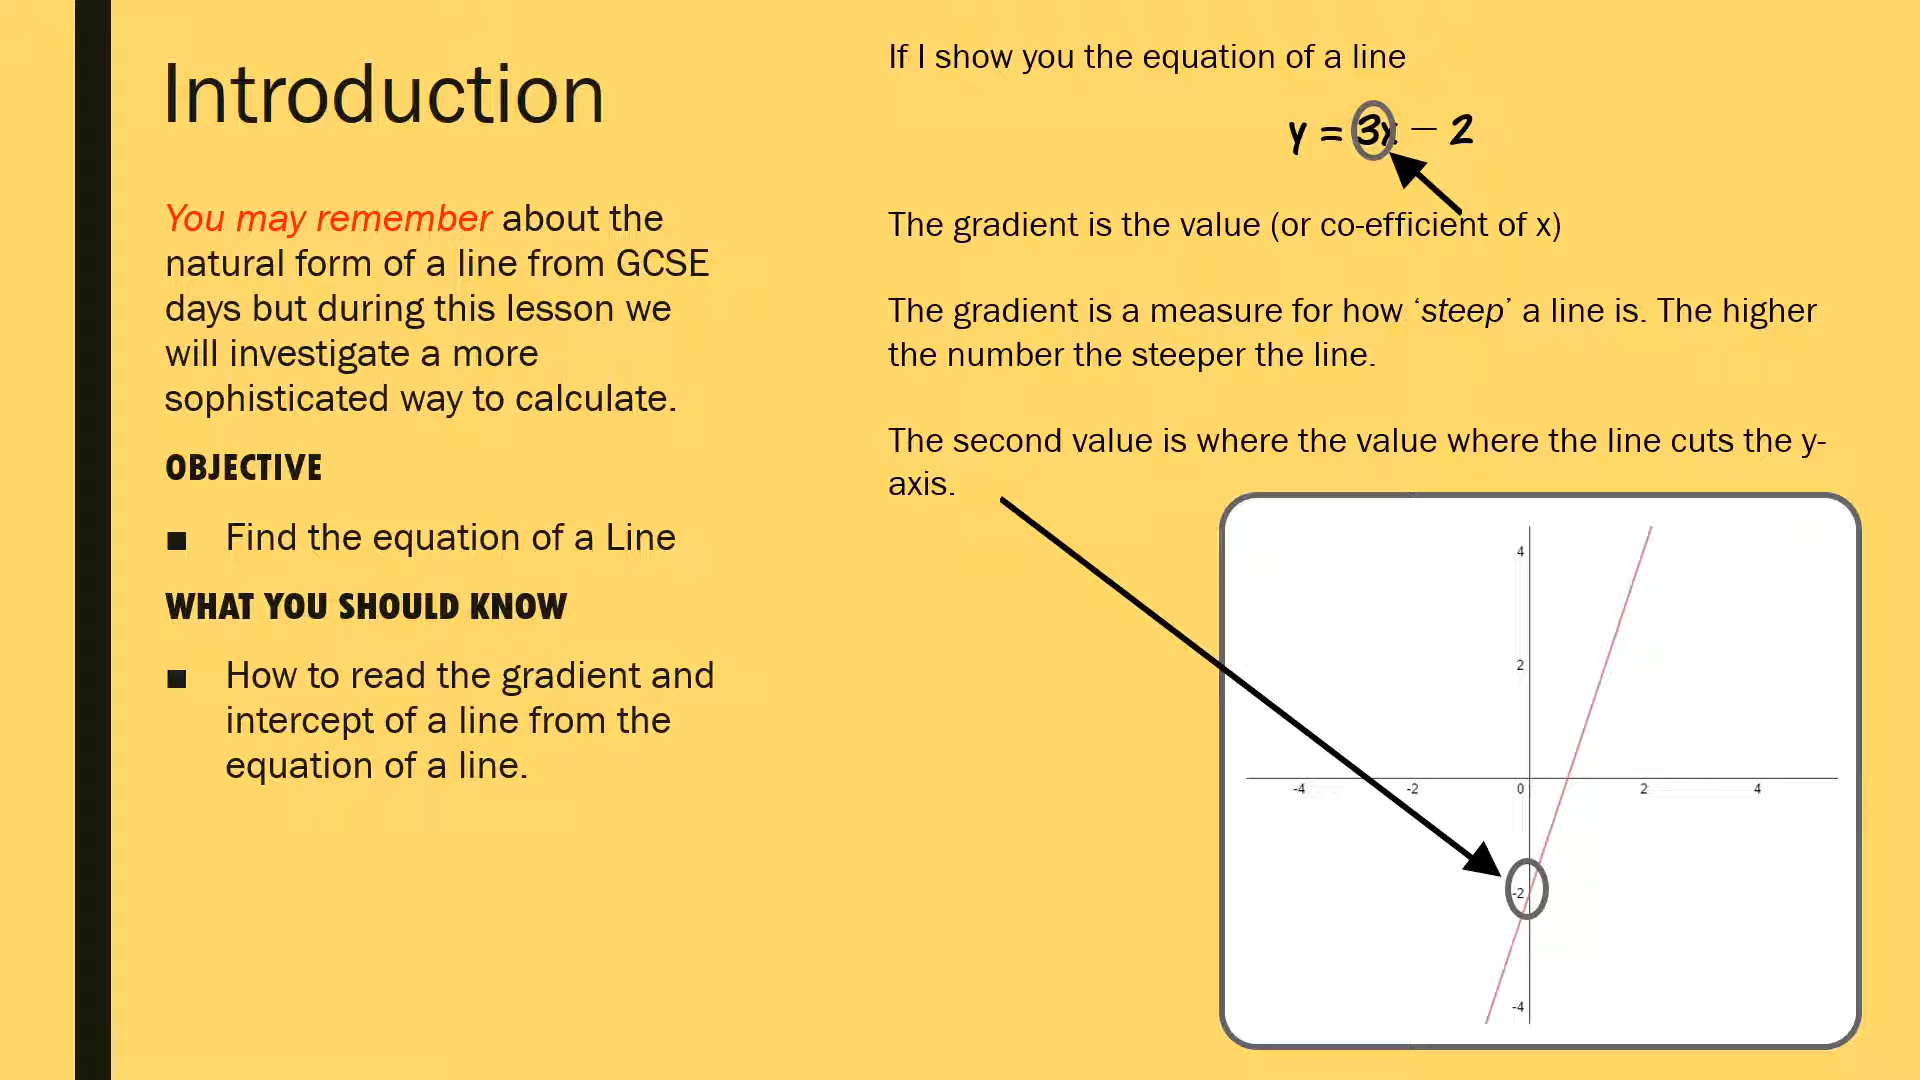 Introduction
You may remember about the
natural form of a line from GCSE
days but during this lesson we
will investigate a more
sophisticated way to calculate.
OBJECTIVE
■ Find the equation of a Line
WHAT YOU SHOULD KNOW
■ How to read the gradient and
intercept of a line from the
equation of a line.
If I show you the equation of a line
y = 3x − 2
The gradient is the value (or co-efficient of x)
The gradient is a measure for how ‘steep’ a line is. The higher
the number the steeper the line.
The second value is where the value where the line cuts the y-
axis.
4
2
-4 -2 0 2 4
-2
-4